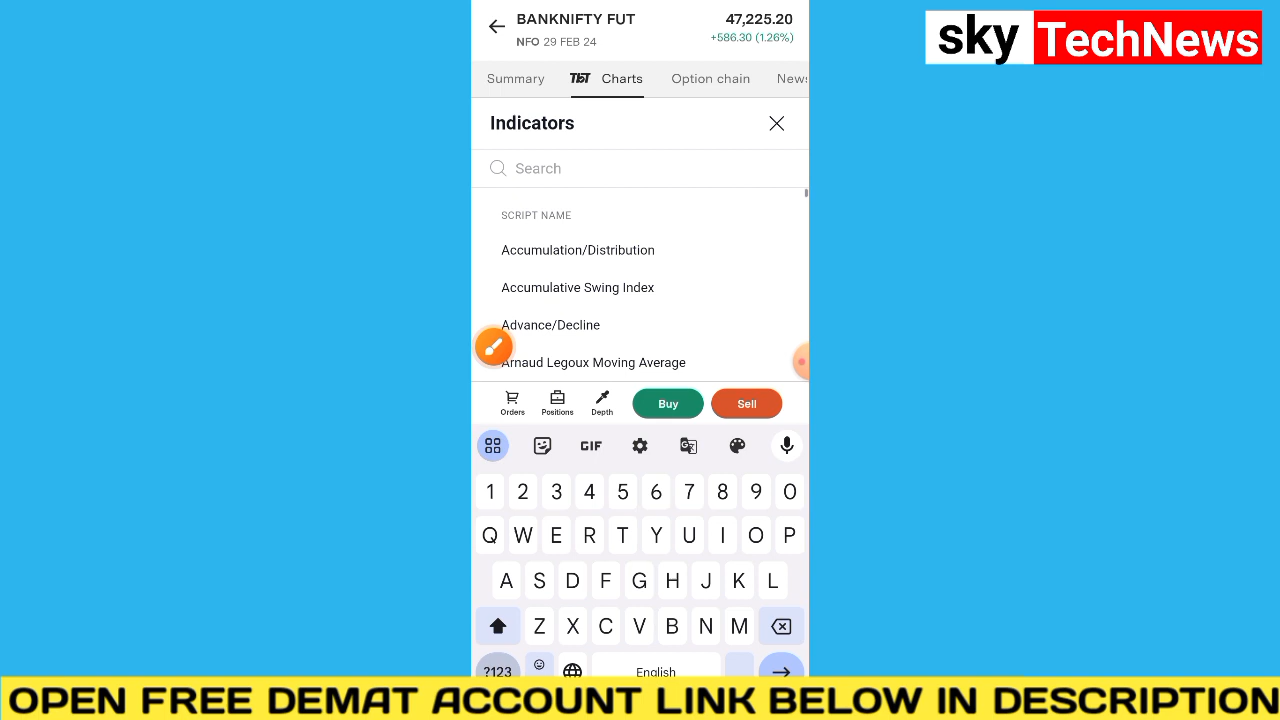 BANKNIFTY FUT 47,225.20
NFO 29 FEB 24 +586.30 (1.26%)
sky TechNews
Summary Charts Option chain News
Indicators
Search
SCRIPT NAME
Accumulation/Distribution
Accumulative Swing Index
Advance/Decline
Arnaud Legoux Moving Average
Orders Positions Depth Buy Sell
GIF
1 2 3 4 5 6 7 8 9 0
Q W E R T Y U I O P
A S D F G H J K L
Z X C V B N M
?123 English
OPEN FREE DEMAT ACCOUNT LINK BELOW IN DESCRIPTION